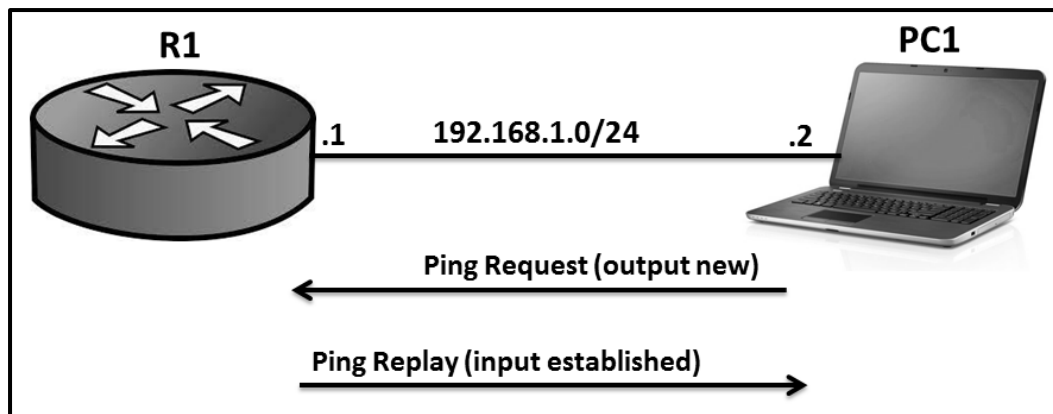 R1
PC1
.1
192.168.1.0/24
.2
Ping Request (output new)
Ping Replay (input established)